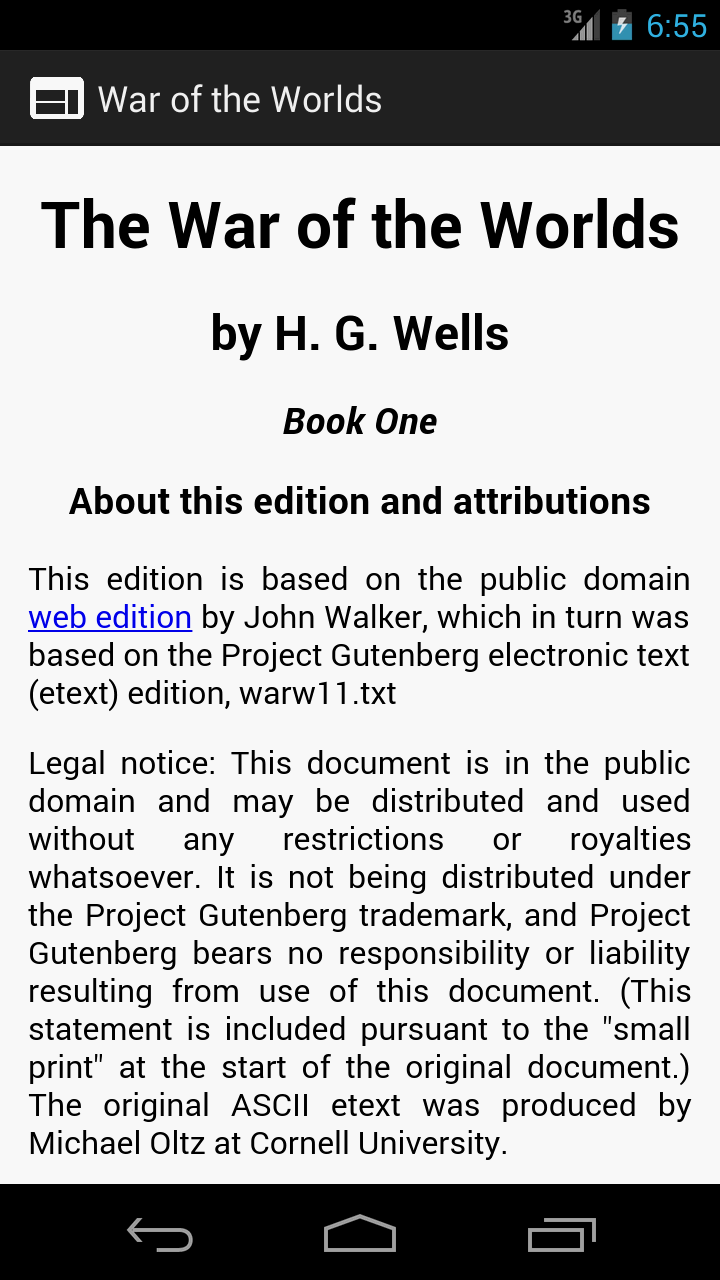 3G 6:55
War of the Worlds
The War of the Worlds
by H. G. Wells
Book One
About this edition and attributions
This edition is based on the public domain
web edition by John Walker, which in turn was
based on the Project Gutenberg electronic text
(etext) edition, warw11.txt
Legal notice: This document is in the public
domain and may be distributed and used
without any restrictions or royalties
whatsoever. It is not being distributed under
the Project Gutenberg trademark, and Project
Gutenberg bears no responsibility or liability
resulting from use of this document. (This
statement is included pursuant to the "small
print" at the start of the original document.)
The original ASCII etext was produced by
Michael Oltz at Cornell University.